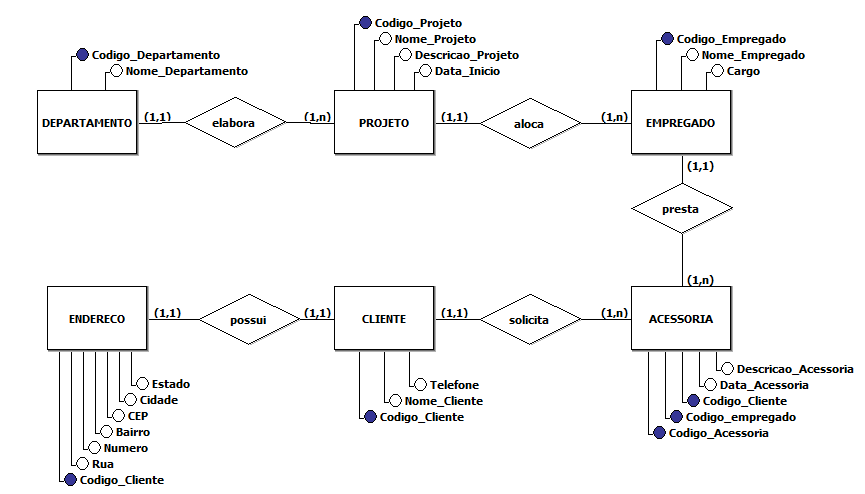 Codigo_Projeto
Nome_Projeto
Descricao_Projeto
Data_Inicio
Codigo_Departamento
Nome_Departamento
Codigo_Empregado
Nome_Empregado
Cargo
DEPARTAMENTO
(1,1)
elabora
(1,n)
PROJETO
(1,1)
aloca
(1,n)
EMPREGADO
(1,1)
presta
(1,n)
ENDERECO
(1,1)
possui
(1,1)
CLIENTE
(1,1)
solicita
(1,n)
ACESSORIA
Estado
Cidade
CEP
Bairro
Numero
Rua
Codigo_Cliente
Telefone
Nome_Cliente
Codigo_Cliente
Descricao_Acessoria
Data_Acessoria
Codigo_Cliente
Codigo_empregado
Codigo_Acessoria